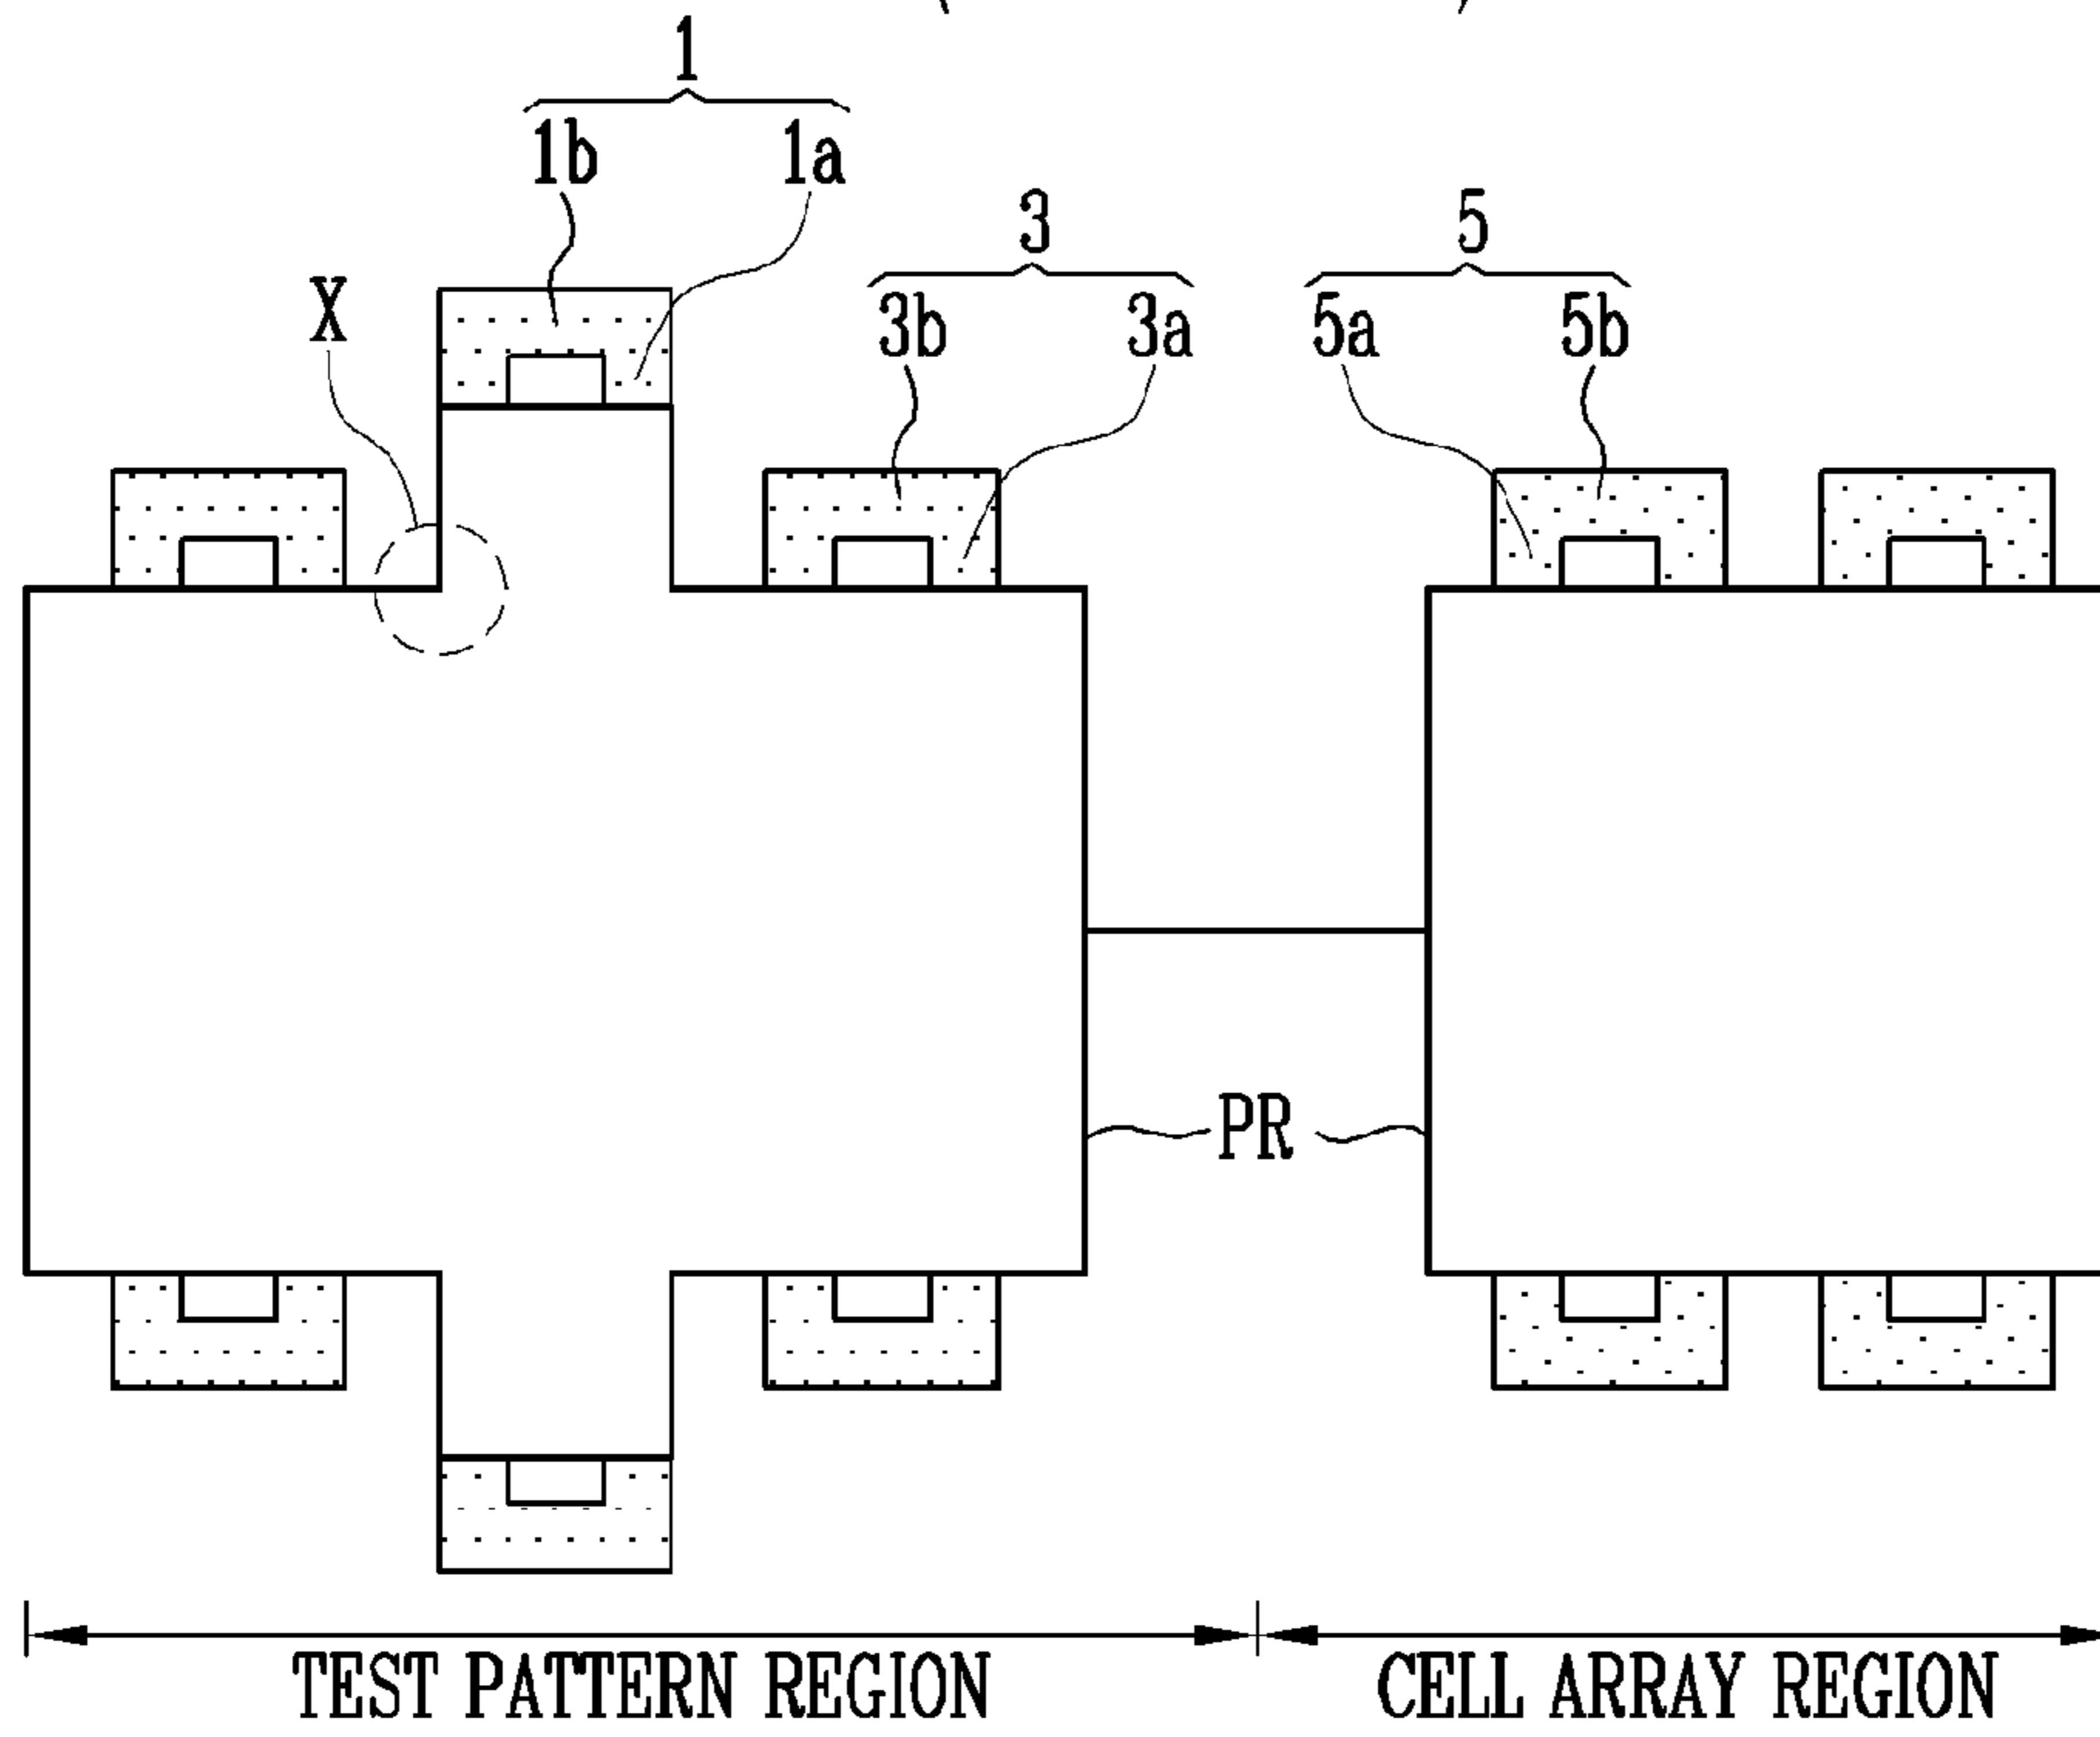 1
1b 1a
3 5
X 3b 3a 5a 5b
PR
TEST PATTERN REGION CELL ARRAY REGION